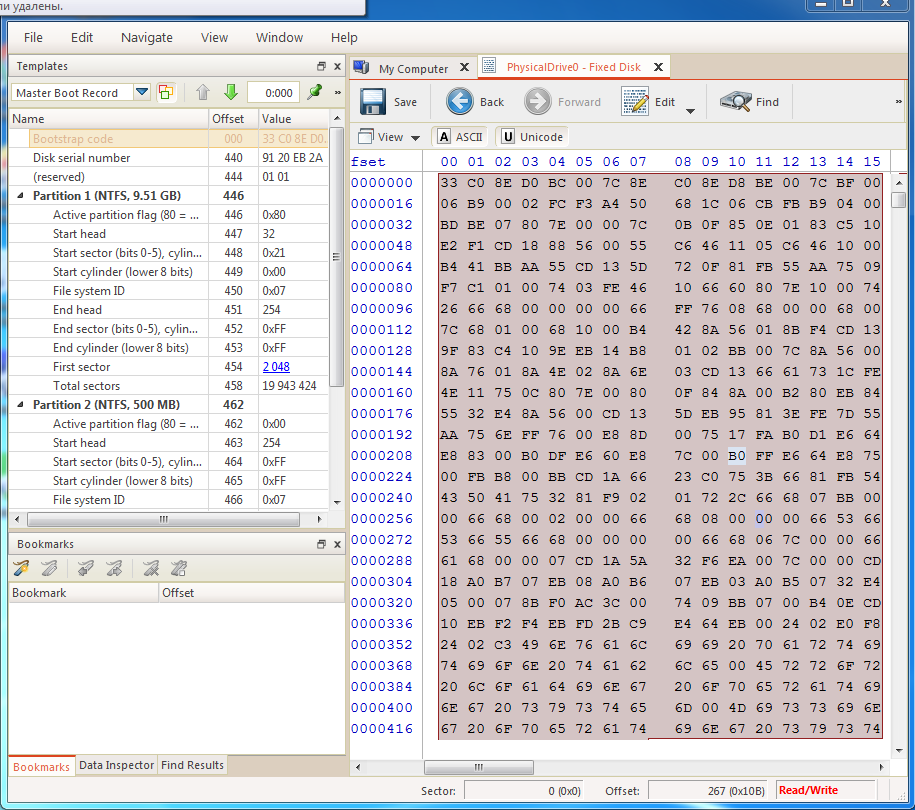 ли удалены.
File Edit Navigate View Window Help
Templates
Master Boot Record 0:000 »
Name Offset Value
Bootstrap code 000 33 C0 8E D0...
Disk serial number 440 91 20 EB 2A
(reserved) 444 01 01
Partition 1 (NTFS, 9.51 GB) 446
Active partition flag (80 = ... 446 0x80
Start head 447 32
Start sector (bits 0-5), cylin... 448 0x21
Start cylinder (lower 8 bits) 449 0x00
File system ID 450 0x07
End head 451 254
End sector (bits 0-5), cylin... 452 0xFF
End cylinder (lower 8 bits) 453 0xFF
First sector 454 2 048
Total sectors 458 19 943 424
Partition 2 (NTFS, 500 MB) 462
Active partition flag (80 = ... 462 0x00
Start head 463 254
Start sector (bits 0-5), cylin... 464 0xFF
Start cylinder (lower 8 bits) 465 0xFF
File system ID 466 0x07
Bookmarks
Bookmark Offset
Bookmarks Data Inspector Find Results
My Computer PhysicalDrive0 - Fixed Disk
Save Back Forward Edit Find »
View A ASCII U Unicode
fset 00 01 02 03 04 05 06 07 08 09 10 11 12 13 14 15
0000000 33 C0 8E D0 BC 00 7C 8E C0 8E D8 BE 00 7C BF 00
0000016 06 B9 00 02 FC F3 A4 50 68 1C 06 CB FB B9 04 00
0000032 BD BE 07 80 7E 00 00 7C 0B 0F 85 0E 01 83 C5 10
0000048 E2 F1 CD 18 88 56 00 55 C6 46 11 05 C6 46 10 00
0000064 B4 41 BB AA 55 CD 13 5D 72 0F 81 FB 55 AA 75 09
0000080 F7 C1 01 00 74 03 FE 46 10 66 60 80 7E 10 00 74
0000096 26 66 68 00 00 00 00 66 FF 76 08 68 00 00 68 00
0000112 7C 68 01 00 68 10 00 B4 42 8A 56 01 8B F4 CD 13
0000128 9F 83 C4 10 9E EB 14 B8 01 02 BB 00 7C 8A 56 00
0000144 8A 76 01 8A 4E 02 8A 6E 03 CD 13 66 61 73 1C FE
0000160 4E 11 75 0C 80 7E 00 80 0F 84 8A 00 B2 80 EB 84
0000176 55 32 E4 8A 56 00 CD 13 5D EB 95 81 3E FE 7D 55
0000192 AA 75 6E FF 76 00 E8 8D 00 75 17 FA B0 D1 E6 64
0000208 E8 83 00 B0 DF E6 60 E8 7C 00 B0 FF E6 64 E8 75
0000224 00 FB B8 00 BB CD 1A 66 23 C0 75 3B 66 81 FB 54
0000240 43 50 41 75 32 81 F9 02 01 72 2C 66 68 07 BB 00
0000256 00 66 68 00 02 00 00 66 68 08 00 00 00 66 53 66
0000272 53 66 55 66 68 00 00 00 00 66 68 00 7C 00 00 66
0000288 61 68 00 00 07 CD 1A 5A 32 F6 EA 00 7C 00 00 CD
0000304 18 A0 B7 07 EB 08 A0 B6 07 EB 03 A0 B5 07 32 E4
0000320 05 00 07 8B F0 AC 3C 00 74 09 BB 07 00 B4 0E CD
0000336 10 EB F2 F4 EB FD 2B C9 E4 64 EB 00 24 02 E0 F8
0000352 24 02 C3 49 6E 76 61 6C 69 69 20 70 61 72 74 69
0000368 74 69 6F 6E 20 74 61 62 6C 65 00 45 72 72 6F 72
0000384 20 6C 6F 61 64 69 6E 67 20 6F 70 65 72 61 74 69
0000400 6E 67 20 73 79 73 74 65 6D 00 4D 69 73 73 69 6E
0000416 67 20 6F 70 65 72 61 74 69 6E 67 20 73 79 73 74
Sector: 0 (0x0) Offset: 267 (0x10B) Read/Write